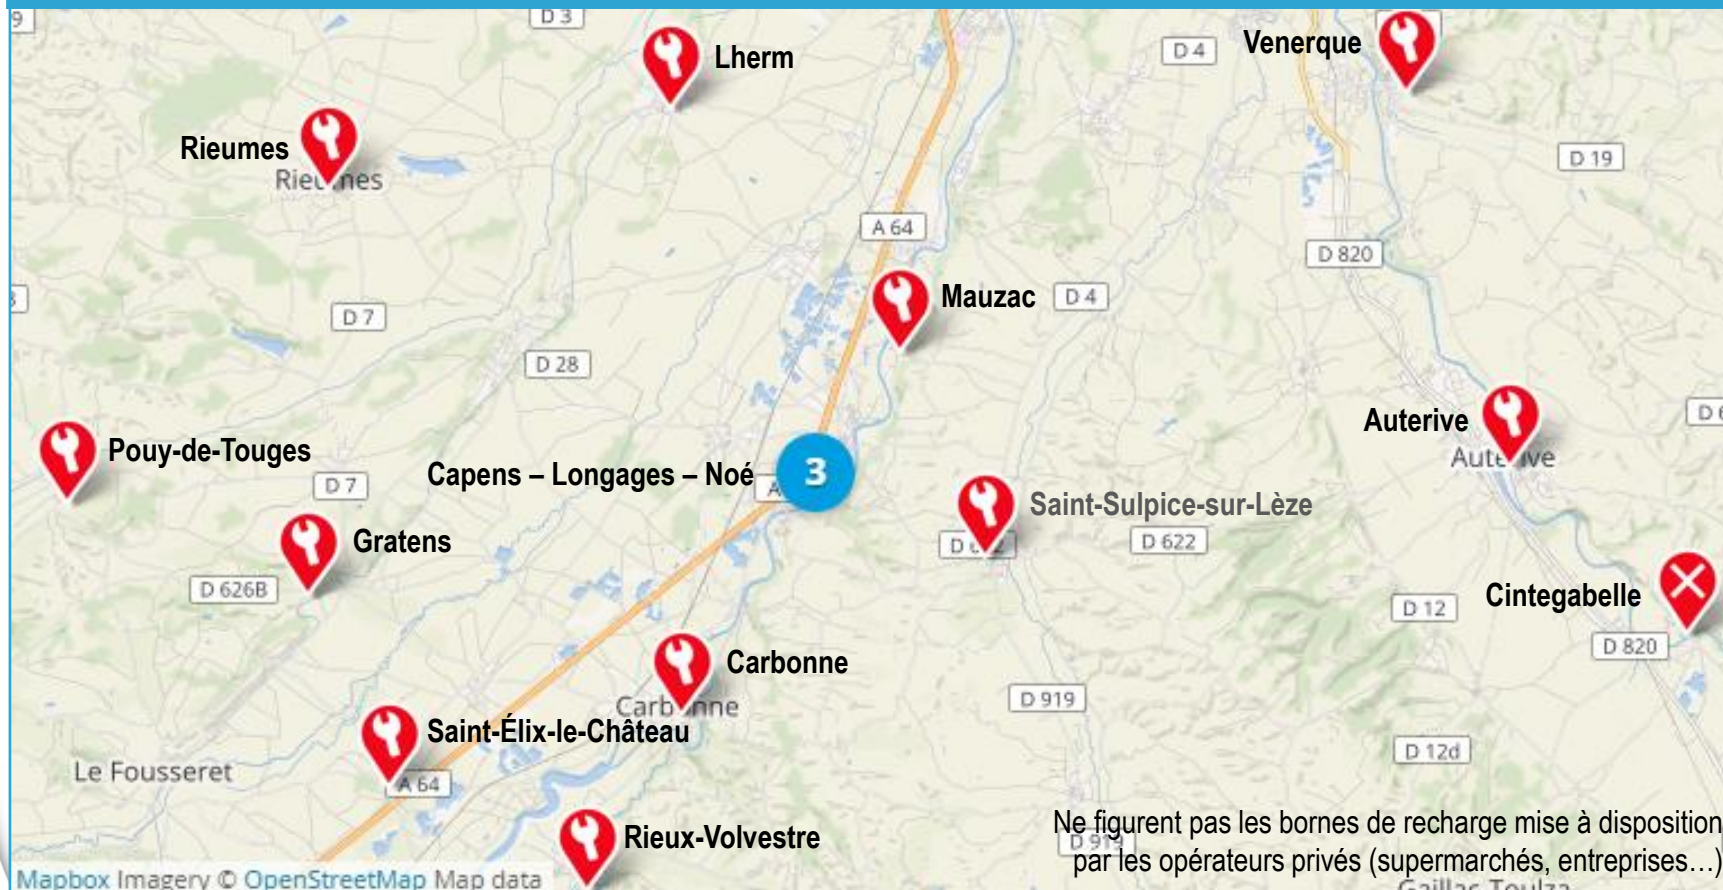 9
D 3
Lherm
D 4
Venerque
Rieumes
D 19
A 64
D 820
Mauzac
D 4
D 7
D 28
Auterive
Pouy-de-Touges
Capens – Longages – Noé
3
D 7
Saint-Sulpice-sur-Lèze
Gratens
D 622
D 626B
Cintegabelle
D 12
D 820
Carbonne
D 919
Saint-Élix-le-Château
D 12d
Le Fousseret
A 64
Rieux-Volvestre
Ne figurent pas les bornes de recharge mise à disposition
par les opérateurs privés (supermarchés, entreprises…)
Mapbox Imagery © OpenStreetMap Map data